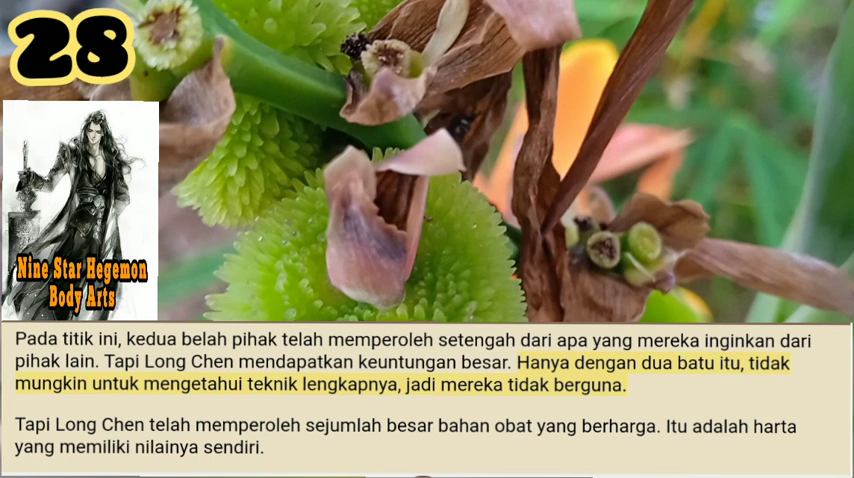 28
Nine Star Hegemon
Body Arts
Pada titik ini, kedua belah pihak telah memperoleh setengah dari apa yang mereka inginkan dari
pihak lain. Tapi Long Chen mendapatkan keuntungan besar. Hanya dengan dua batu itu, tidak
mungkin untuk mengetahui teknik lengkapnya, jadi mereka tidak berguna.
Tapi Long Chen telah memperoleh sejumlah besar bahan obat yang berharga. Itu adalah harta
yang memiliki nilainya sendiri.